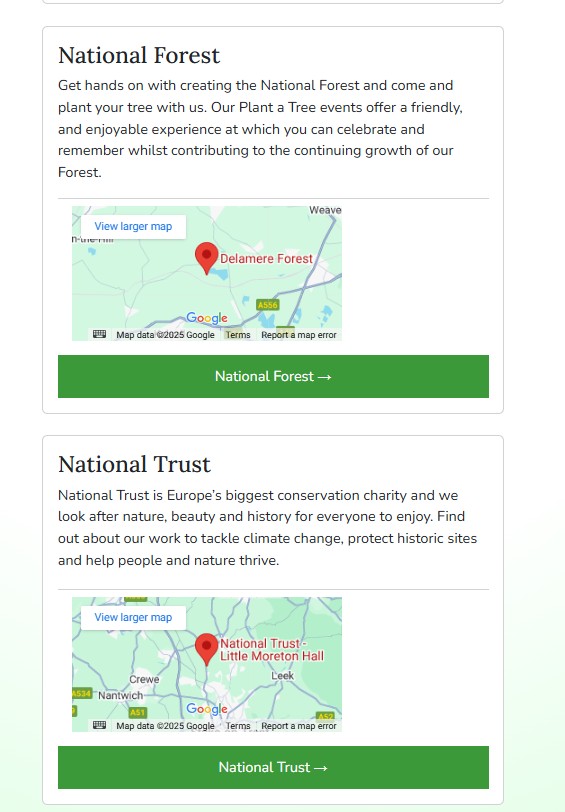 National Forest
Get hands on with creating the National Forest and come and
plant your tree with us. Our Plant a Tree events offer a friendly,
and enjoyable experience at which you can celebrate and
remember whilst contributing to the continuing growth of our
Forest.
Weave
View larger map
Delamere Forest
A556
Google
Map data ©2025 Google Terms Report a map error
National Forest →
National Trust
National Trust is Europe’s biggest conservation charity and we
look after nature, beauty and history for everyone to enjoy. Find
out about our work to tackle climate change, protect historic sites
and help people and nature thrive.
View larger map
National Trust -
Little Moreton Hall
Crewe
Leek
A534
Nantwich
A51
Google
A52
Map data ©2025 Google Terms Report a map error
National Trust →